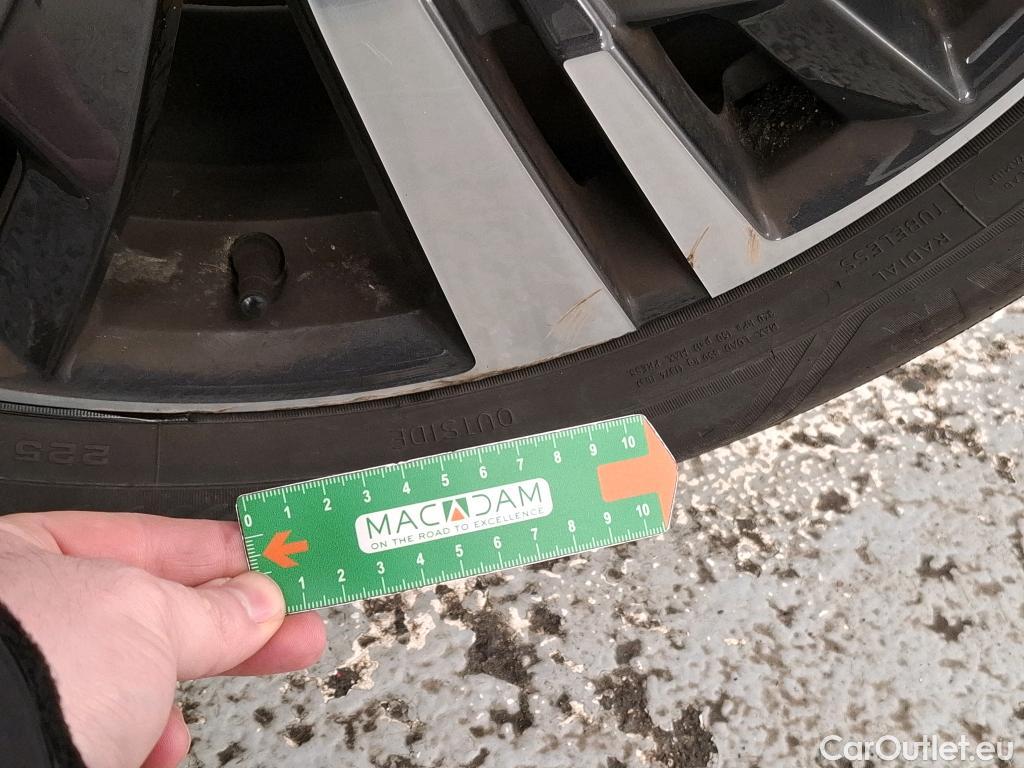 RADIAL
TUBELESS
OUTSIDE
225
0 1 2 3 4 5 6 7 8 9 10
MACADAM
ON THE ROAD TO EXCELLENCE
1 2 3 4 5 6 7 8 9 10
CarOutlet.eu